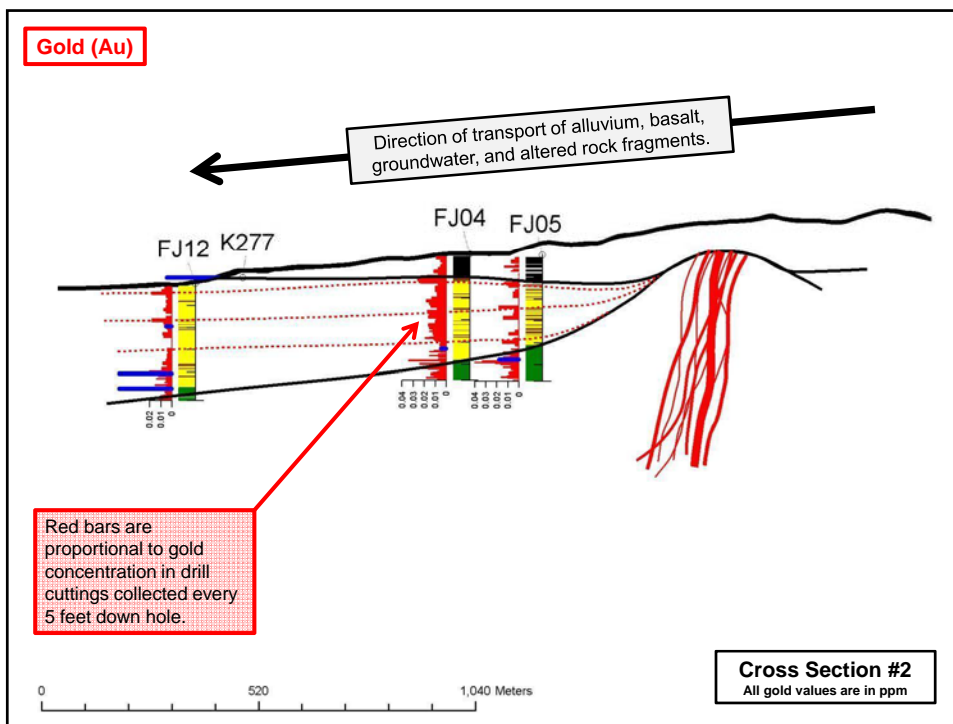 Gold (Au)
Direction of transport of alluvium, basalt,
groundwater, and altered rock fragments.
FJ12
K277
FJ04
FJ05
0.02
0.01
0
0.04
0.03
0.02
0.01
0
0.04
0.03
0.02
0.01
0
Red bars are
proportional to gold
concentration in drill
cuttings collected every
5 feet down hole.
0
520
1,040 Meters
Cross Section #2
All gold values are in ppm